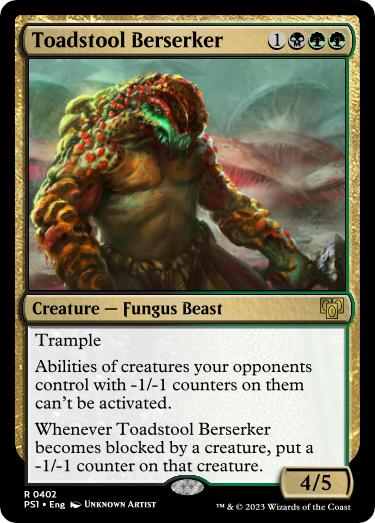 Toadstool Berserker 1
Creature — Fungus Beast
Trample
Abilities of creatures your opponents
control with -1/-1 counters on them
can't be activated.
Whenever Toadstool Berserker
becomes blocked by a creature, put a
-1/-1 counter on that creature.
4/5
R 0402
PS1 • Eng Unknown Artist
™ & © 2023 Wizards of the Coast